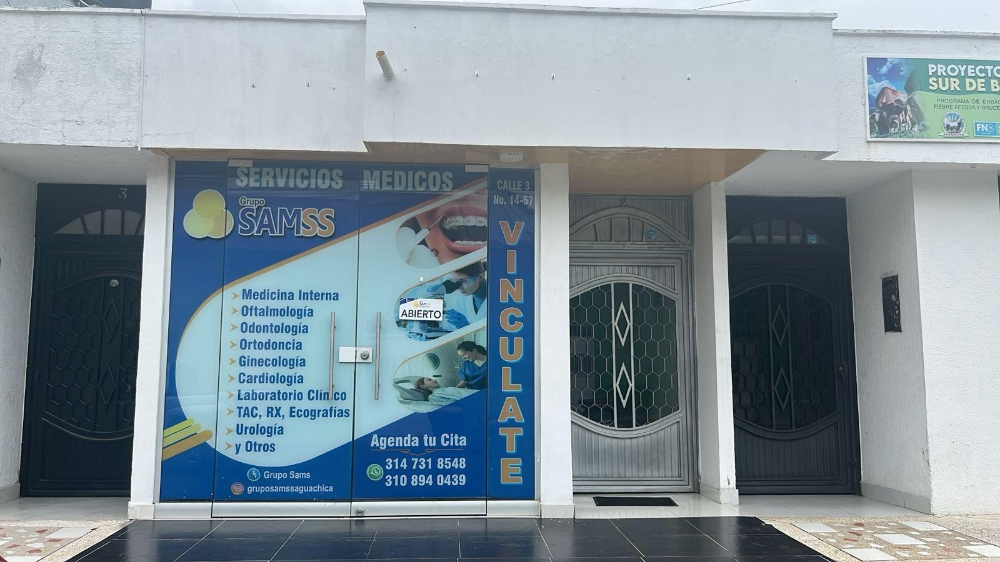 SERVICIOS MEDICOS
Grupo
SAMSS
CALLE 3
No. 14-57
VINCULATE
Medicina Interna
Oftalmología
Odontología
Ortodoncia
Ginecología
Cardiología
Laboratorio Clínico
TAC, RX, Ecografías
Urología
y Otros
SAMSS
ABIERTO
Agenda tu Cita
314 731 8548
310 894 0439
Grupo Sams
gruposamssaguachica
3
2
PROYECTO
SUR DE B
PROGRAMA DE ERRAD
FIEBRE AFTOSA Y BRUCE
FNG